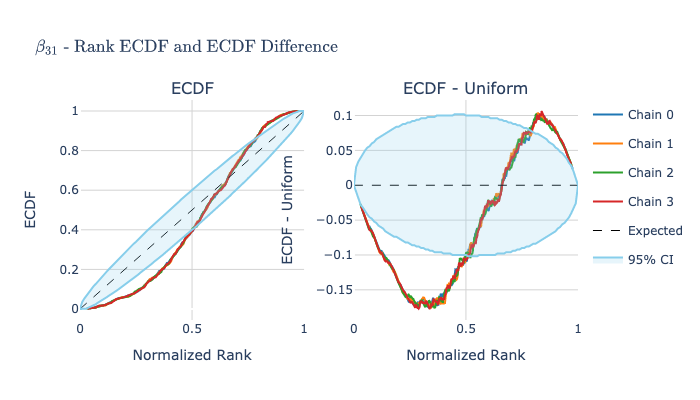 β31 - Rank ECDF and ECDF Difference
ECDF
ECDF - Uniform
ECDF
1
0.8
0.6
0.4
0.2
0
0
0.5
1
Normalized Rank
ECDF - Uniform
0.1
0.05
0
−0.05
−0.1
−0.15
0
0.5
1
Normalized Rank
Chain 0
Chain 1
Chain 2
Chain 3
Expected
95% CI